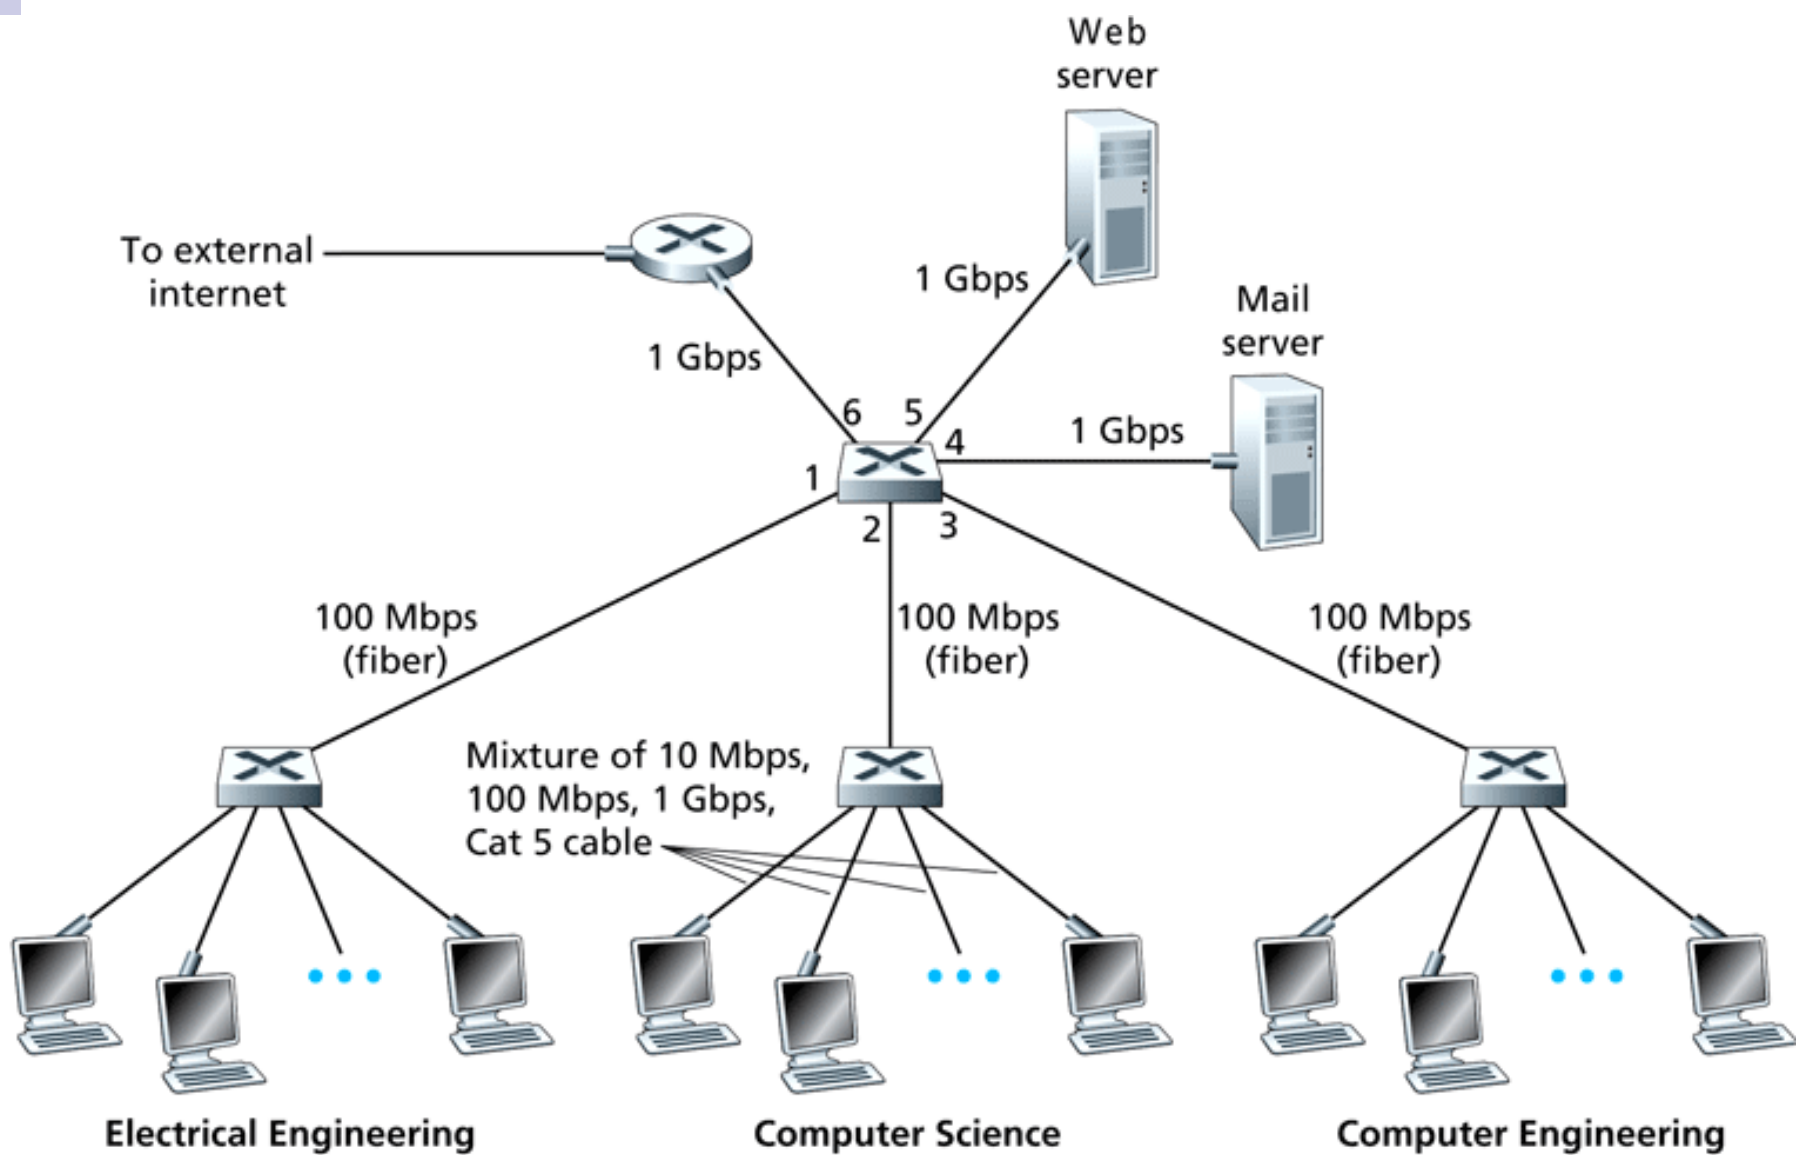 Web
server
To external
internet
1 Gbps
Mail
server
1 Gbps
1 Gbps
6
5
4
1
2
3
100 Mbps
(fiber)
100 Mbps
(fiber)
100 Mbps
(fiber)
Mixture of 10 Mbps,
100 Mbps, 1 Gbps,
Cat 5 cable
Electrical Engineering
Computer Science
Computer Engineering